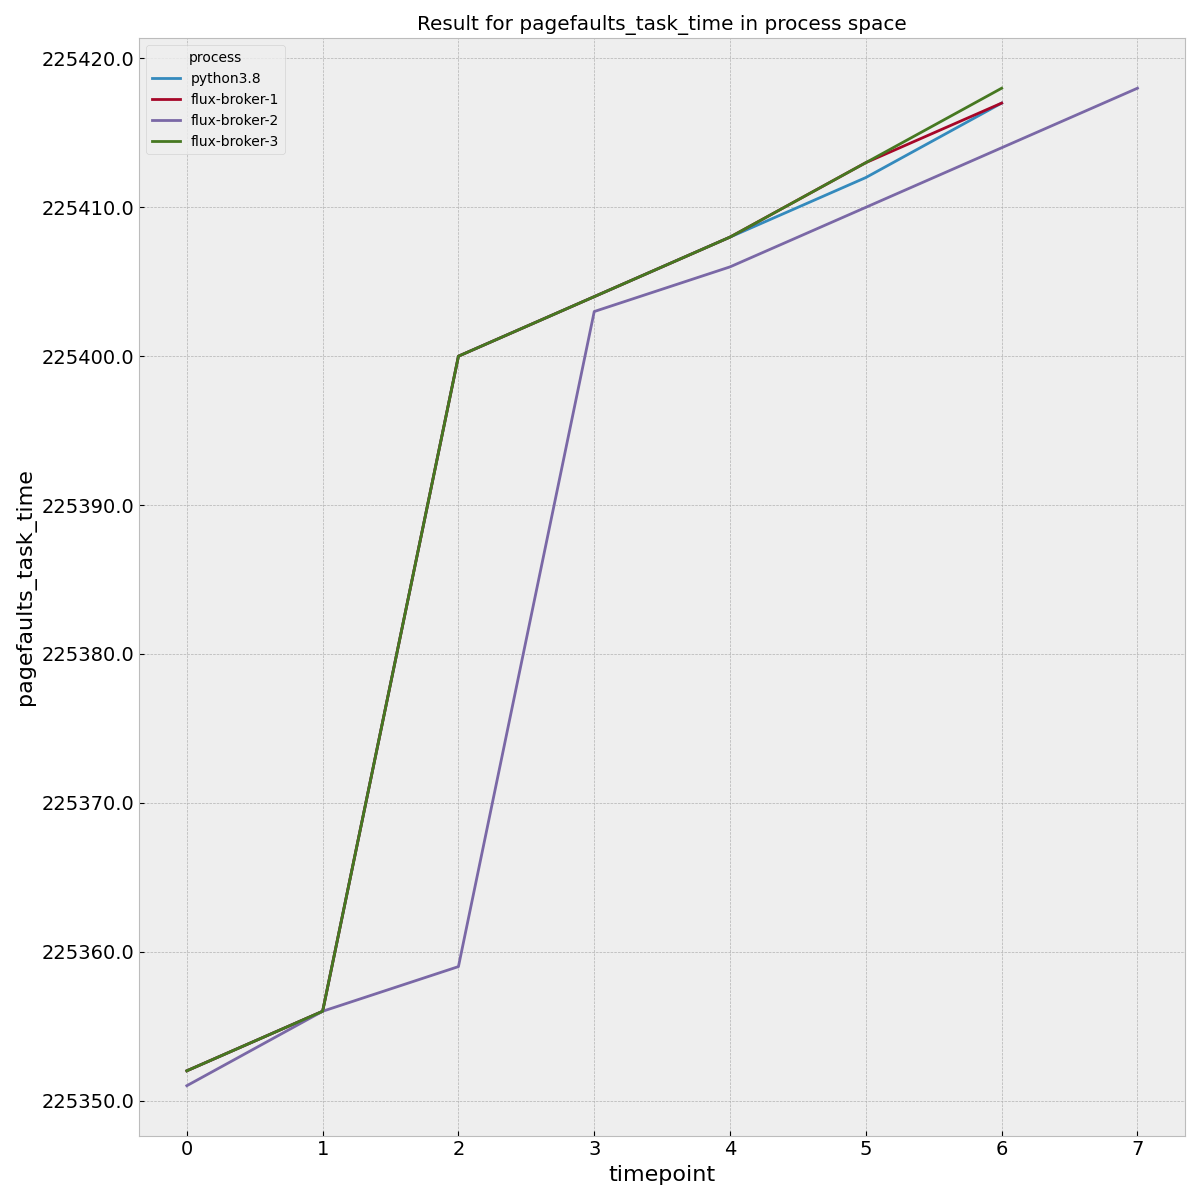 Result for pagefaults_task_time in process space
process
python3.8
flux-broker-1
flux-broker-2
flux-broker-3
pagefaults_task_time
225420.0
225410.0
225400.0
225390.0
225380.0
225370.0
225360.0
225350.0
0 1 2 3 4 5 6 7
timepoint